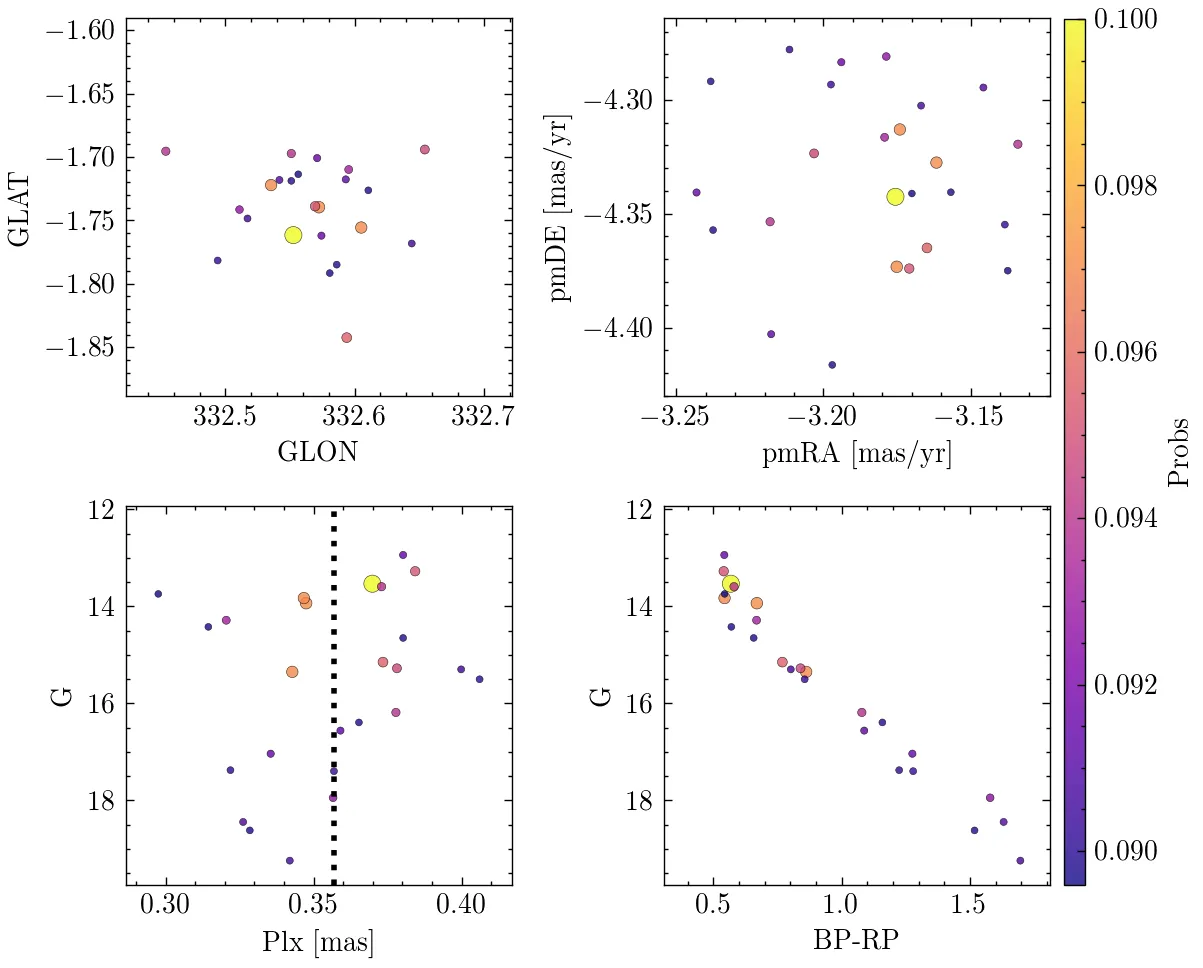 −1.60
−1.65
−1.70
−1.75
−1.80
−1.85
GLAT
332.5 332.6 332.7
GLON
−4.30
−4.35
−4.40
pmDE [mas/yr]
−3.25 −3.20 −3.15
pmRA [mas/yr]
12
14
16
18
G
0.30 0.35 0.40
Plx [mas]
12
14
16
18
G
0.5 1.0 1.5
BP-RP
0.100
0.098
0.096
0.094
0.092
0.090
Probs